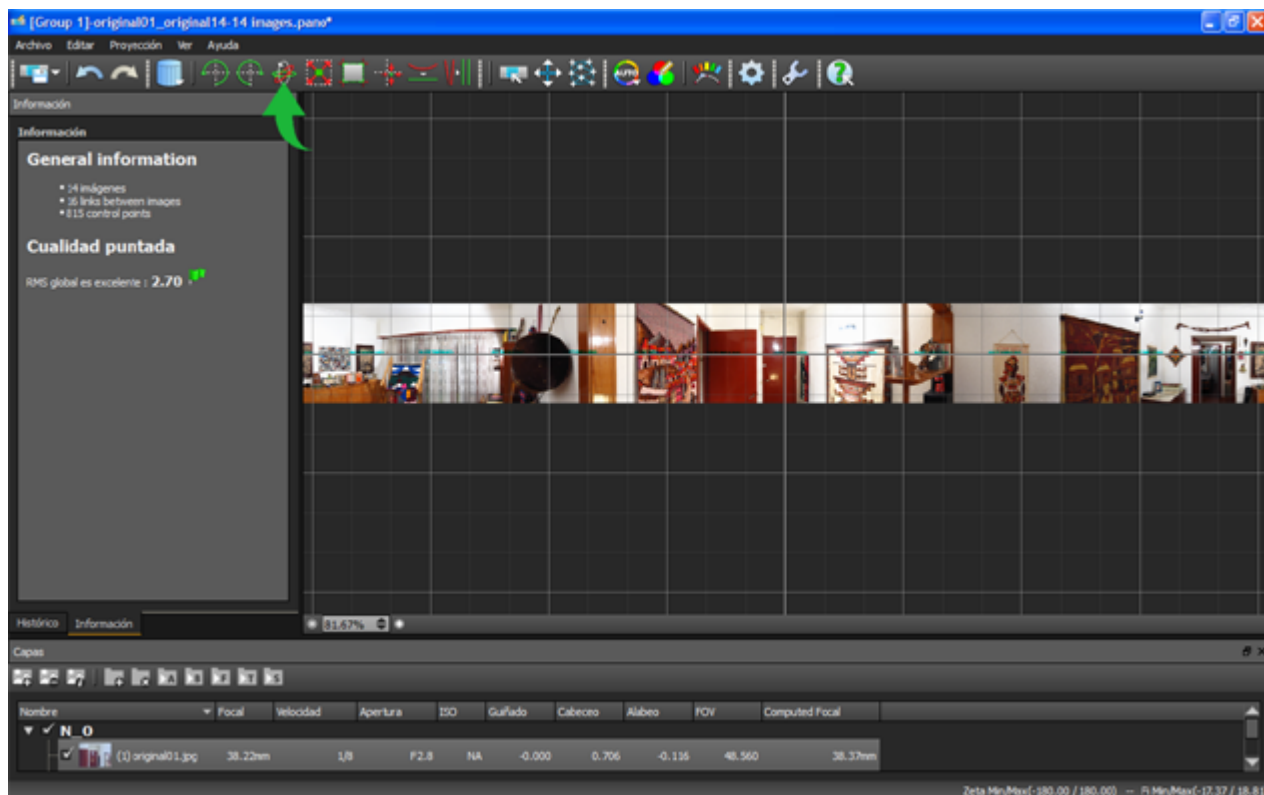 [Group 1]-original01_original14-14 images.pano*
Archivo Editar Proyección Ver Ayuda
AUTO
Información
Información
General information
14 imágenes
16 links between images
815 control points
Cualidad puntada
RMS global es excelente : 2.70
Histórico Información
81.67%
Capas
Nombre Focal Velocidad Apertura ISO Guiñado Cabeceo Alabeo FOV Computed Focal
N_O
(1) original01.jpg 38.22mm 1/8 F2.8 NA -0.000 0.706 -0.116 48.560 38.37mm
Zeta Min/Max(-180.00 / 180.00) -- Fi Min/Max(-17.37 / 18.81